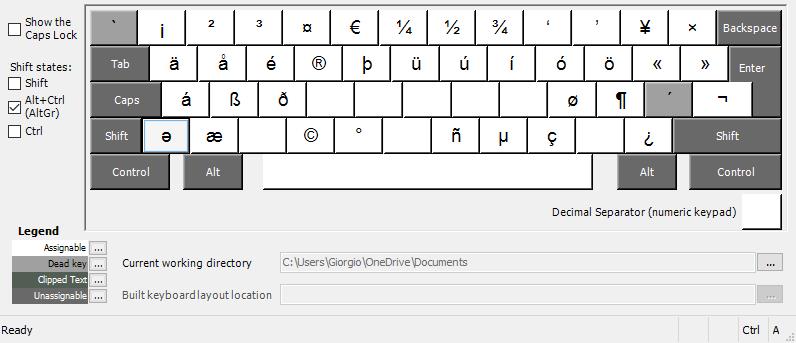 Show the
Caps Lock
Shift states:
Shift
Alt+Ctrl
(AltGr)
Ctrl
` ¡ ² ³ ¤ € ¼ ½ ¾ ‘ ’ ¥ × Backspace
Tab ä å é ® þ ü ú í ó ö « » Enter
Caps á ß ð ø ¶ ´ ¬
Shift ə æ © ° ñ µ ç ¿ Shift
Control Alt Alt Control
Decimal Separator (numeric keypad)
Legend
Assignable ...
Dead key ...
Clipped Text ...
Unassignable ...
Current working directory C:\Users\Giorgio\OneDrive\Documents ...
Built keyboard layout location ...
Ready Ctrl A